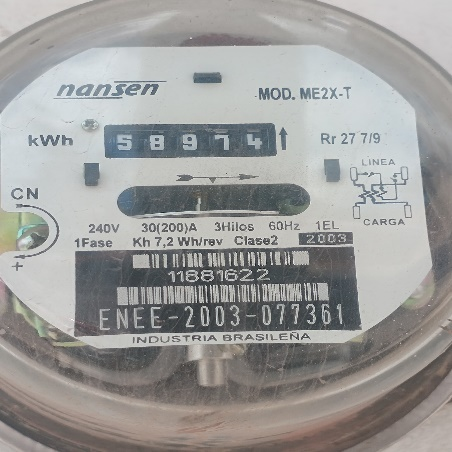 nansen
MOD. ME2X-T
kWh 58974 Rr 27 7/9
LÍNEA
CN
CARGA
+
240V 30(200)A 3Hilos 60Hz 1EL
1Fase Kh 7,2 Wh/rev Clase2 2003
11881622
ENEE-2003-077361
INDUSTRIA BRASILEÑA